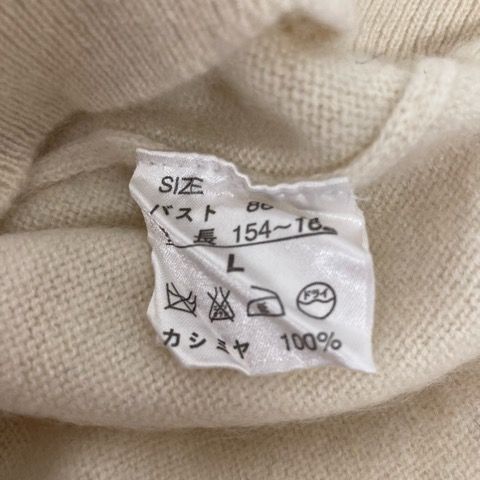 SIZE
バスト
長 154~
L
ドライ
カシミヤ 100%